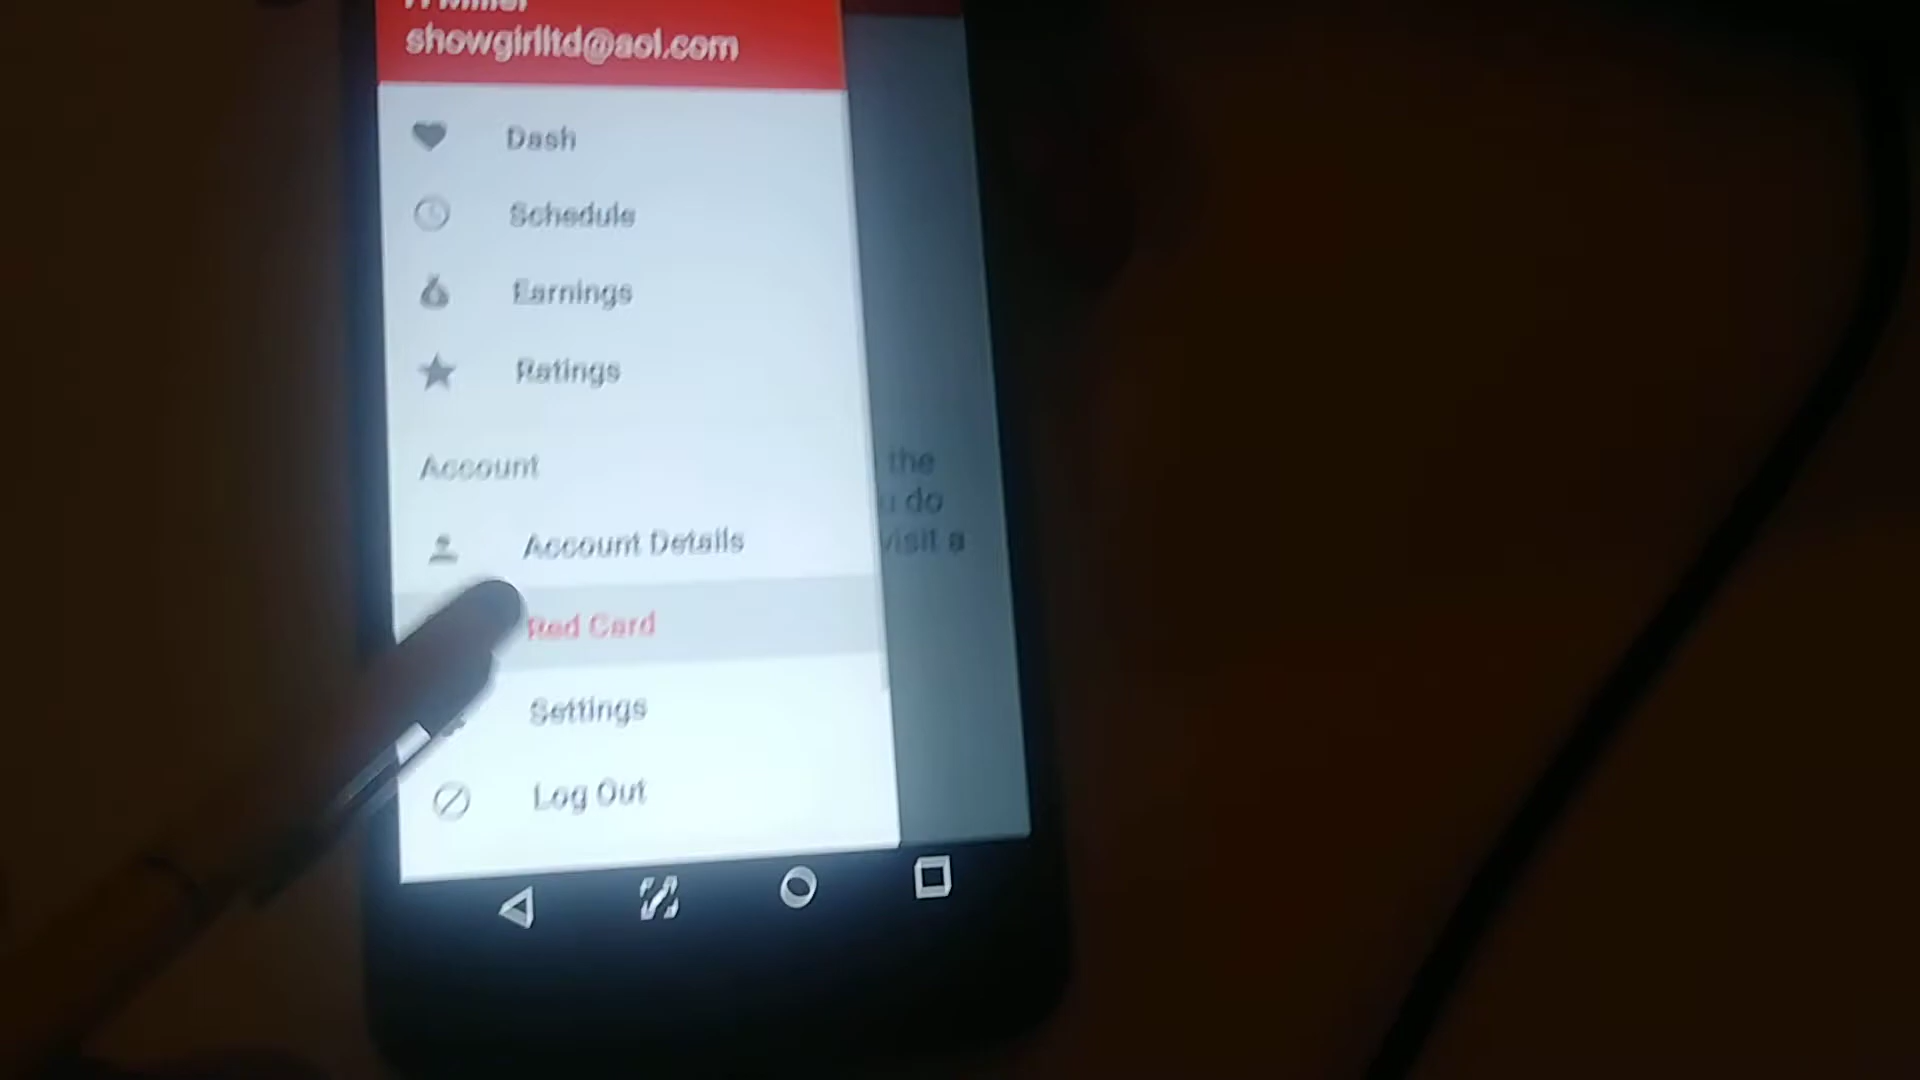 showgirlltd@aol.com
Dash
Schedule
Earnings
Ratings
Account
the
do
visit a
Account Details
Red Card
Settings
Log Out